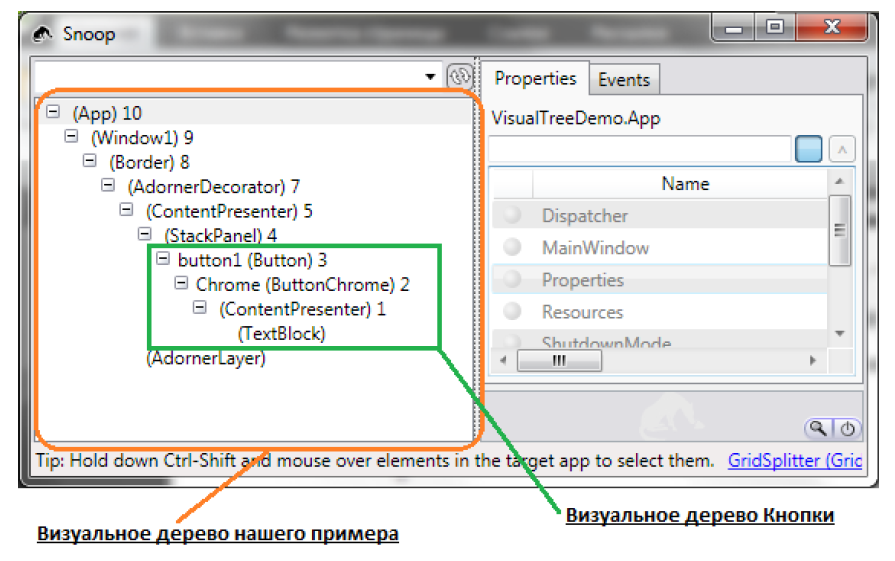 Snoop
Properties
Events
(App) 10
VisualTreeDemo.App
(Window1) 9
(Border) 8
(AdornerDecorator) 7
Name
(ContentPresenter) 5
Dispatcher
(StackPanel) 4
MainWindow
button1 (Button) 3
Properties
Chrome (ButtonChrome) 2
(ContentPresenter) 1
Resources
(TextBlock)
ShutdownMode
(AdornerLayer)
Tip: Hold down Ctrl-Shift and mouse over elements in the target app to select them. GridSplitter (Gric
Визуальное дерево Кнопки
Визуальное дерево нашего примера